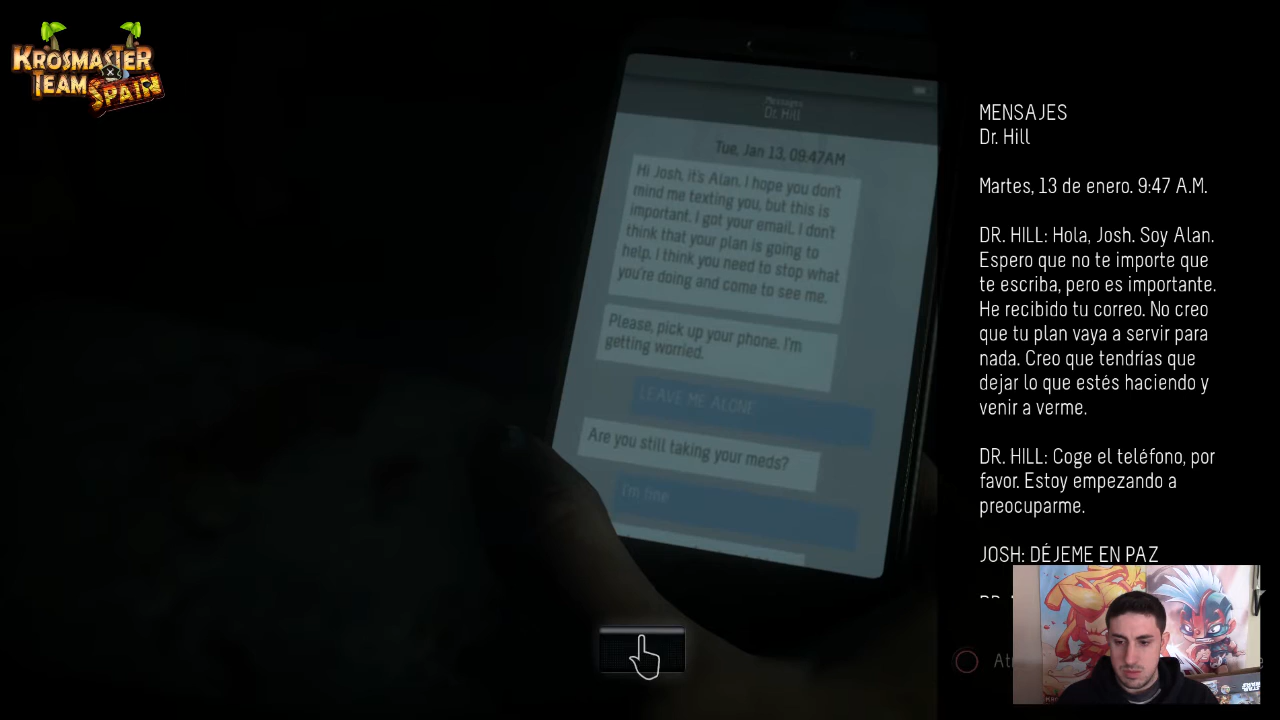 KROSMASTER
TEAM
SPAIN
Messages
Dr. Hill
Tue, Jan 13, 09:47AM
Hi Josh, it's Alan. I hope you don't
mind me texting you, but this is
important. I got your email. I don't
think that your plan is going to
help. I think you need to stop what
you're doing and come to see me.
Please, pick up your phone. I'm
getting worried.
LEAVE ME ALONE
Are you still taking your meds?
I'm fine
MENSAJES
Dr. Hill
Martes, 13 de enero. 9:47 A.M.
DR. HILL: Hola, Josh. Soy Alan.
Espero que no te importe que
te escriba, pero es importante.
He recibido tu correo. No creo
que tu plan vaya a servir para
nada. Creo que tendrías que
dejar lo que estés haciendo y
venir a verme.
DR. HILL: Coge el teléfono, por
favor. Estoy empezando a
preocuparme.
JOSH: DÉJEME EN PAZ